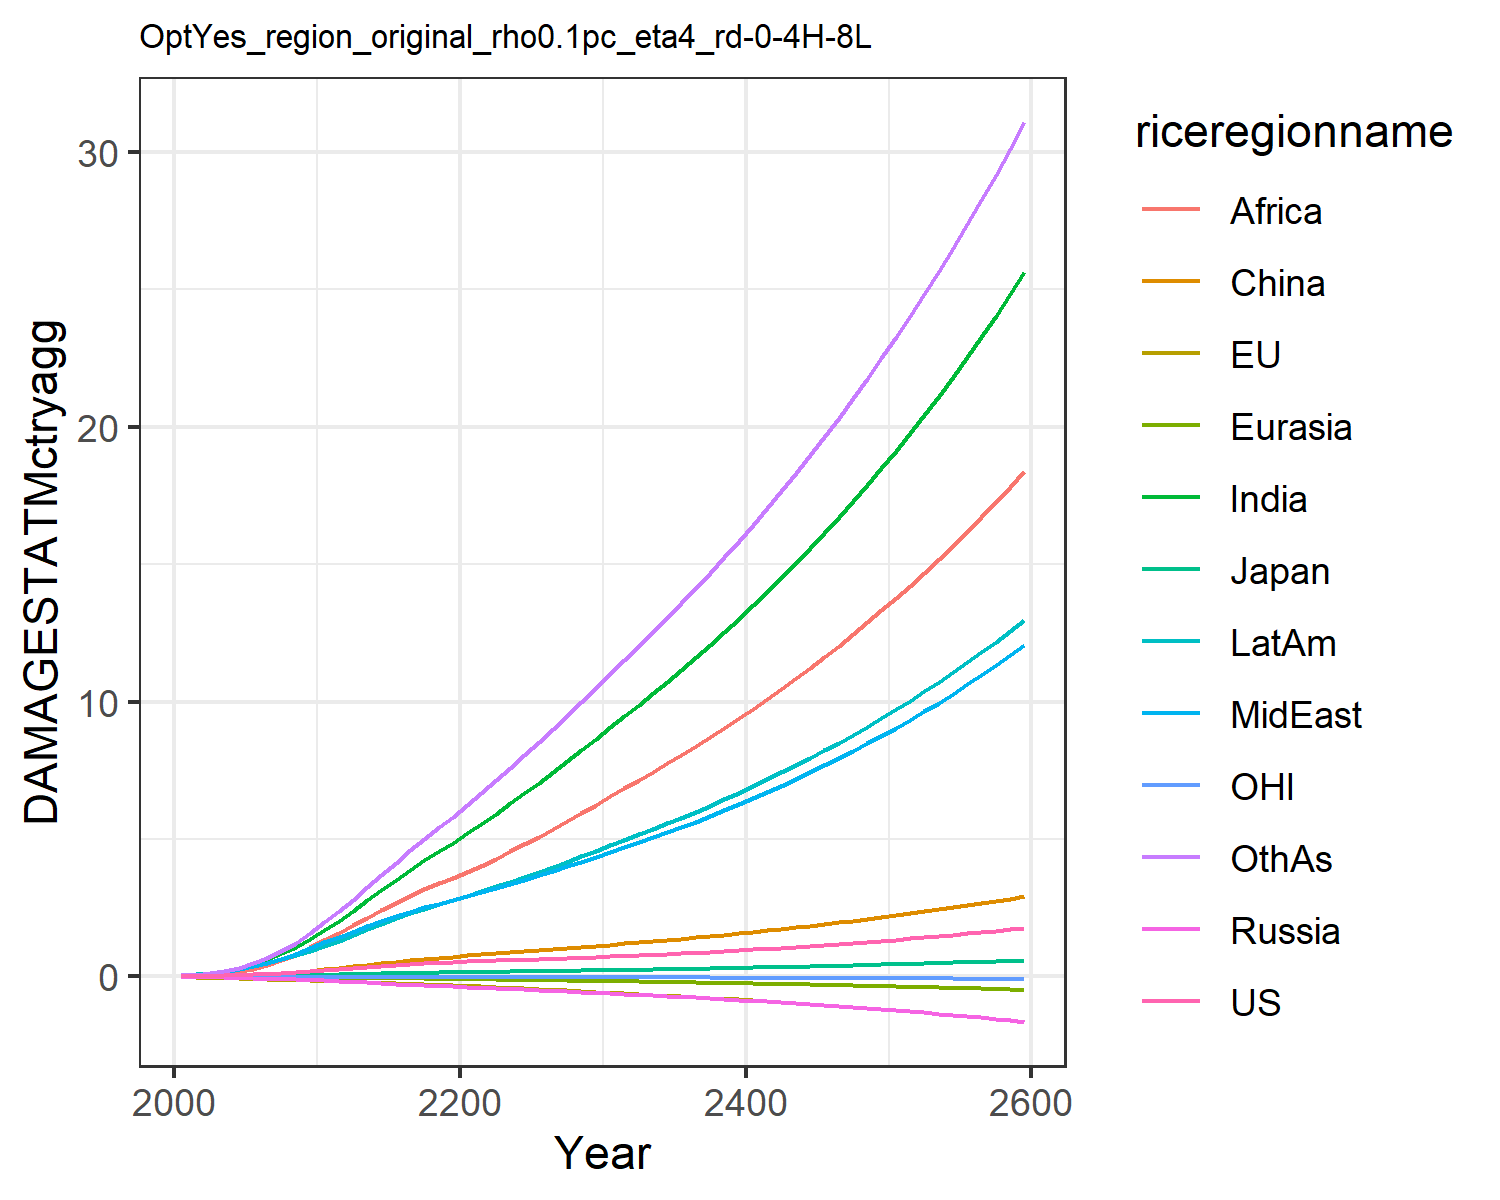 OptYes_region_original_rho0.1pc_eta4_rd-0-4H-8L
DAMAGESTATMctryagg
30
20
10
0
2000 2200 2400 2600
Year
riceregionname
Africa
China
EU
Eurasia
India
Japan
LatAm
MidEast
OHI
OthAs
Russia
US